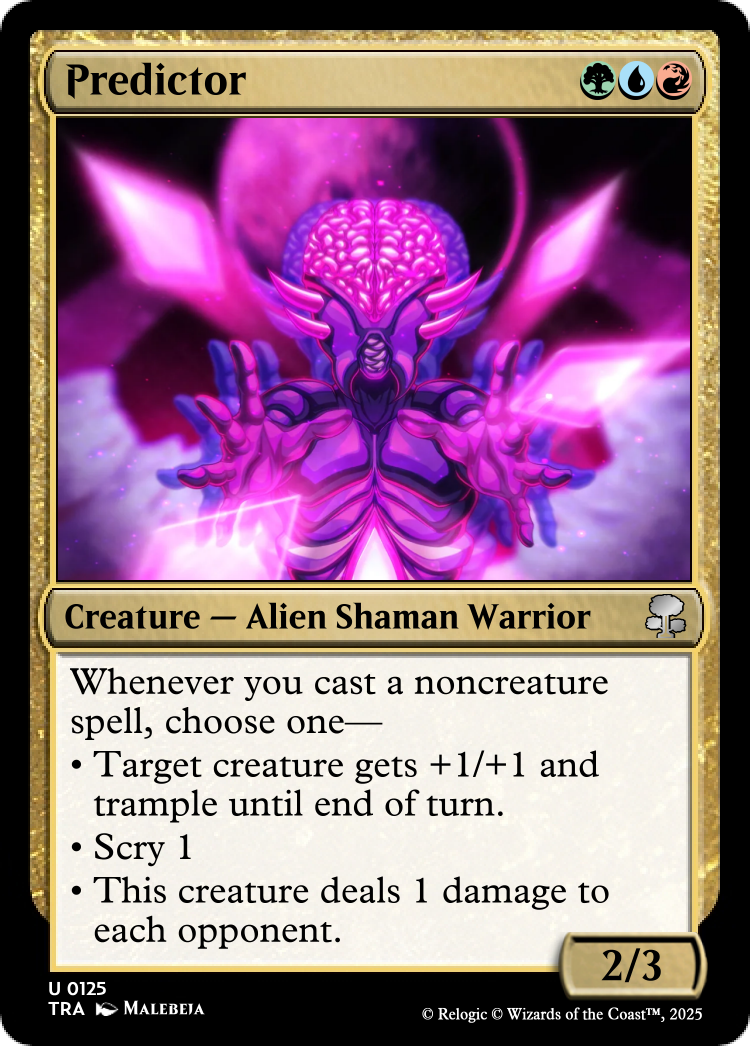 Predictor
Creature — Alien Shaman Warrior
Whenever you cast a noncreature
spell, choose one—
• Target creature gets +1/+1 and
trample until end of turn.
• Scry 1
• This creature deals 1 damage to
each opponent.
2/3
U 0125
TRA Malebeja
© Relogic © Wizards of the Coast™, 2025